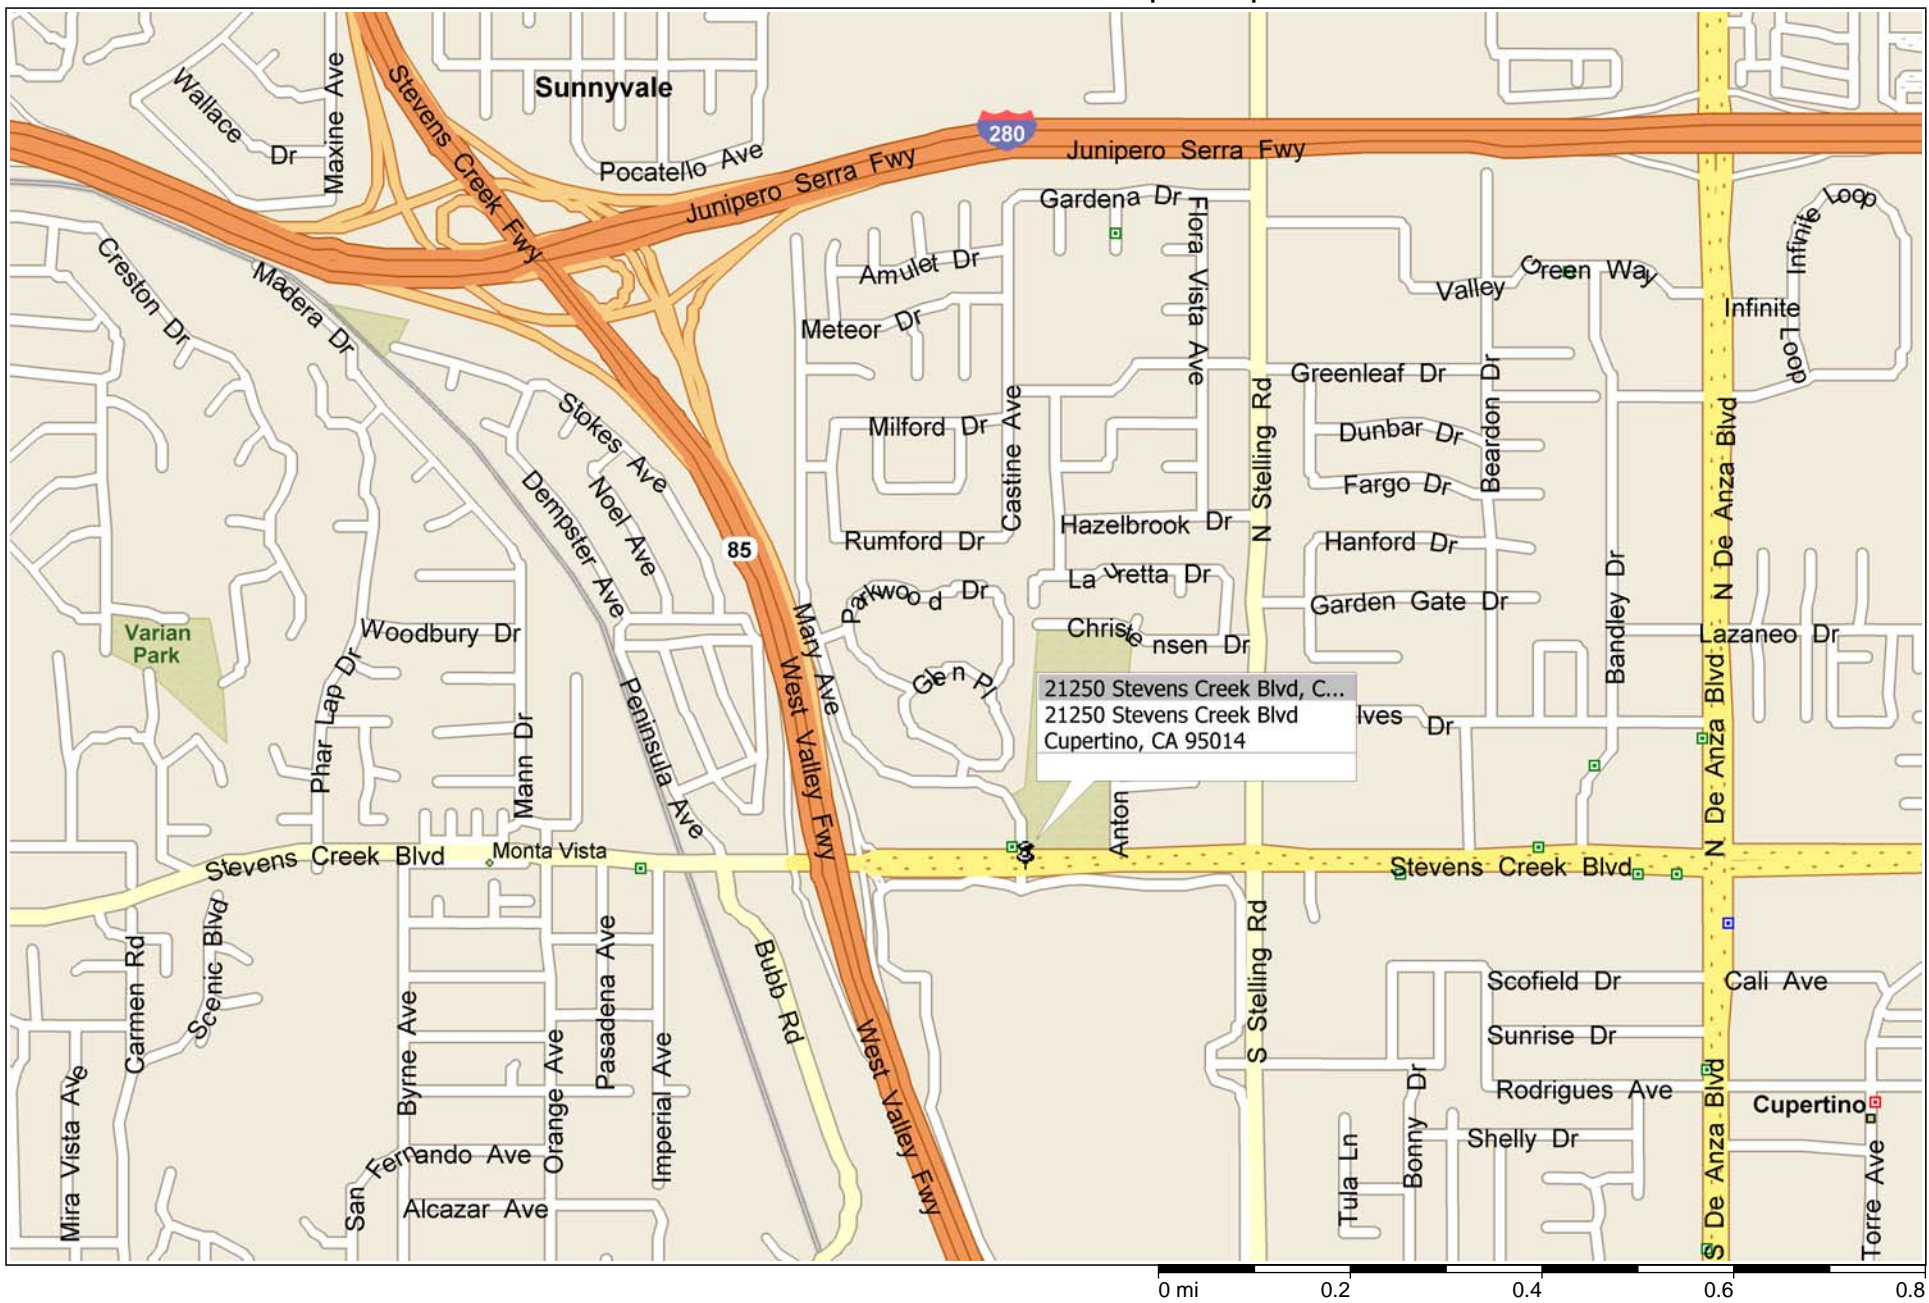 Sunnyvale
Wallace Dr
Maxine Ave
Stevens Creek Fwy
Pocatello Ave
Junipero Serra Fwy
280
Junipero Serra Fwy
Gardena Dr
Flora Vista Ave
Infinite Loop
Creston Dr
Madera Dr
Amulet Dr
Meteor Dr
Valley Green Way
Infinite Loop
Greenleaf Dr
Beardon Dr
N Stelling Rd
N De Anza Blvd
Stokes Ave
Milford Dr
Castine Ave
Dunbar Dr
Fargo Dr
Dempster Ave
Noel Ave
85
Rumford Dr
Hazelbrook Dr
Hanford Dr
Lauretta Dr
Parkwood Dr
Garden Gate Dr
Bandley Dr
Varian
Park
Woodbury Dr
Mary Ave
Christensen Dr
Lazaneo Dr
Phar Lap Dr
Peninsula Ave
West Valley Fwy
Glen Pl
21250 Stevens Creek Blvd, C...
21250 Stevens Creek Blvd
Cupertino, CA 95014
lves Dr
Mann Dr
N De Anza Blvd
Anton
Stevens Creek Blvd
Monta Vista
Stevens Creek Blvd
Carmen Rd
Scenic Blvd
Byrne Ave
Pasadena Ave
Bubb Rd
S Stelling Rd
Scofield Dr
Cali Ave
Sunrise Dr
Mira Vista Ave
Orange Ave
Imperial Ave
West Valley Fwy
Bonny Dr
Rodrigues Ave
S De Anza Blvd
Cupertino
San Fernando Ave
Shelly Dr
Tula Ln
Torre Ave
Alcazar Ave
0 mi
0.2
0.4
0.6
0.8